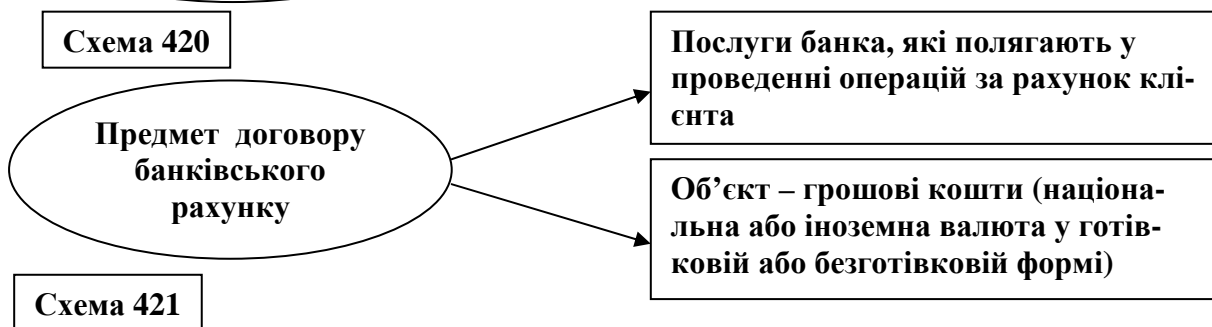 Схема 420
Предмет договору
банківського
рахунку
Послуги банка, які полягають у
проведенні операцій за рахунок клі-
єнта
Об’єкт – грошові кошти (націона-
льна або іноземна валюта у готів-
ковій або безготівковій формі)
Схема 421